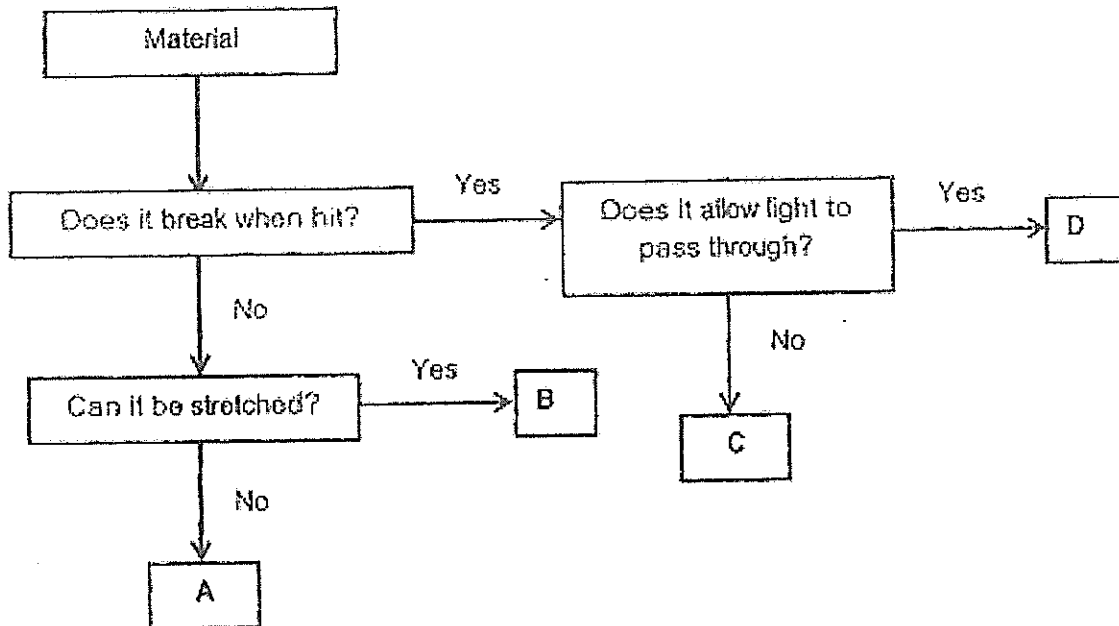 Material
Does it break when hit?
Yes
Does it allow light to
pass through?
Yes
D
No
No
Can it be stretched?
Yes
B
C
No
A